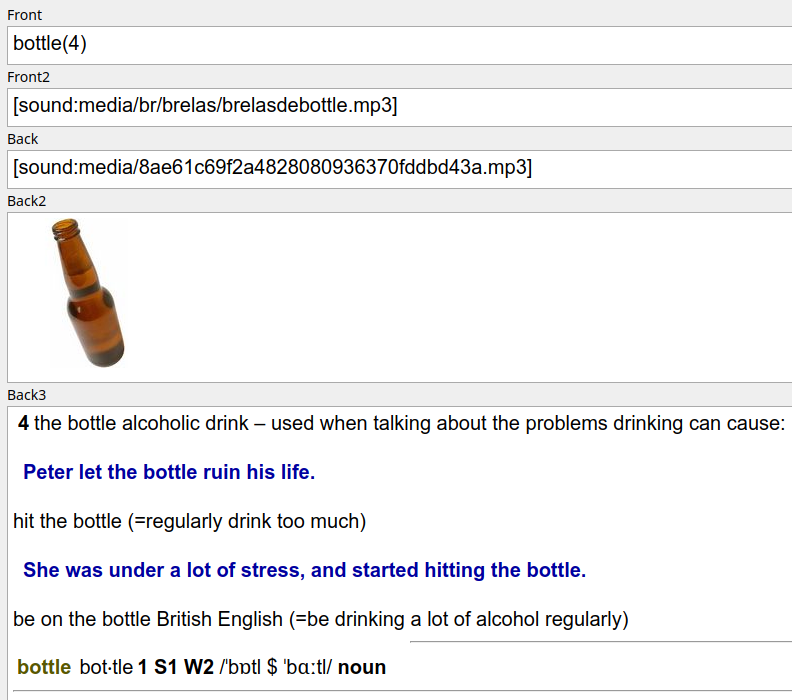 Front
bottle(4)
Front2
[sound:media/br/brelas/brelasdebottle.mp3]
Back
[sound:media/8ae61c69f2a4828080936370fddbd43a.mp3]
Back2
Back3
4 the bottle alcoholic drink – used when talking about the problems drinking can cause:
Peter let the bottle ruin his life.
hit the bottle (=regularly drink too much)
She was under a lot of stress, and started hitting the bottle.
be on the bottle British English (=be drinking a lot of alcohol regularly)
bottle bot‧tle 1 S1 W2 /ˈbɒtl $ ˈbɑːtl/ noun